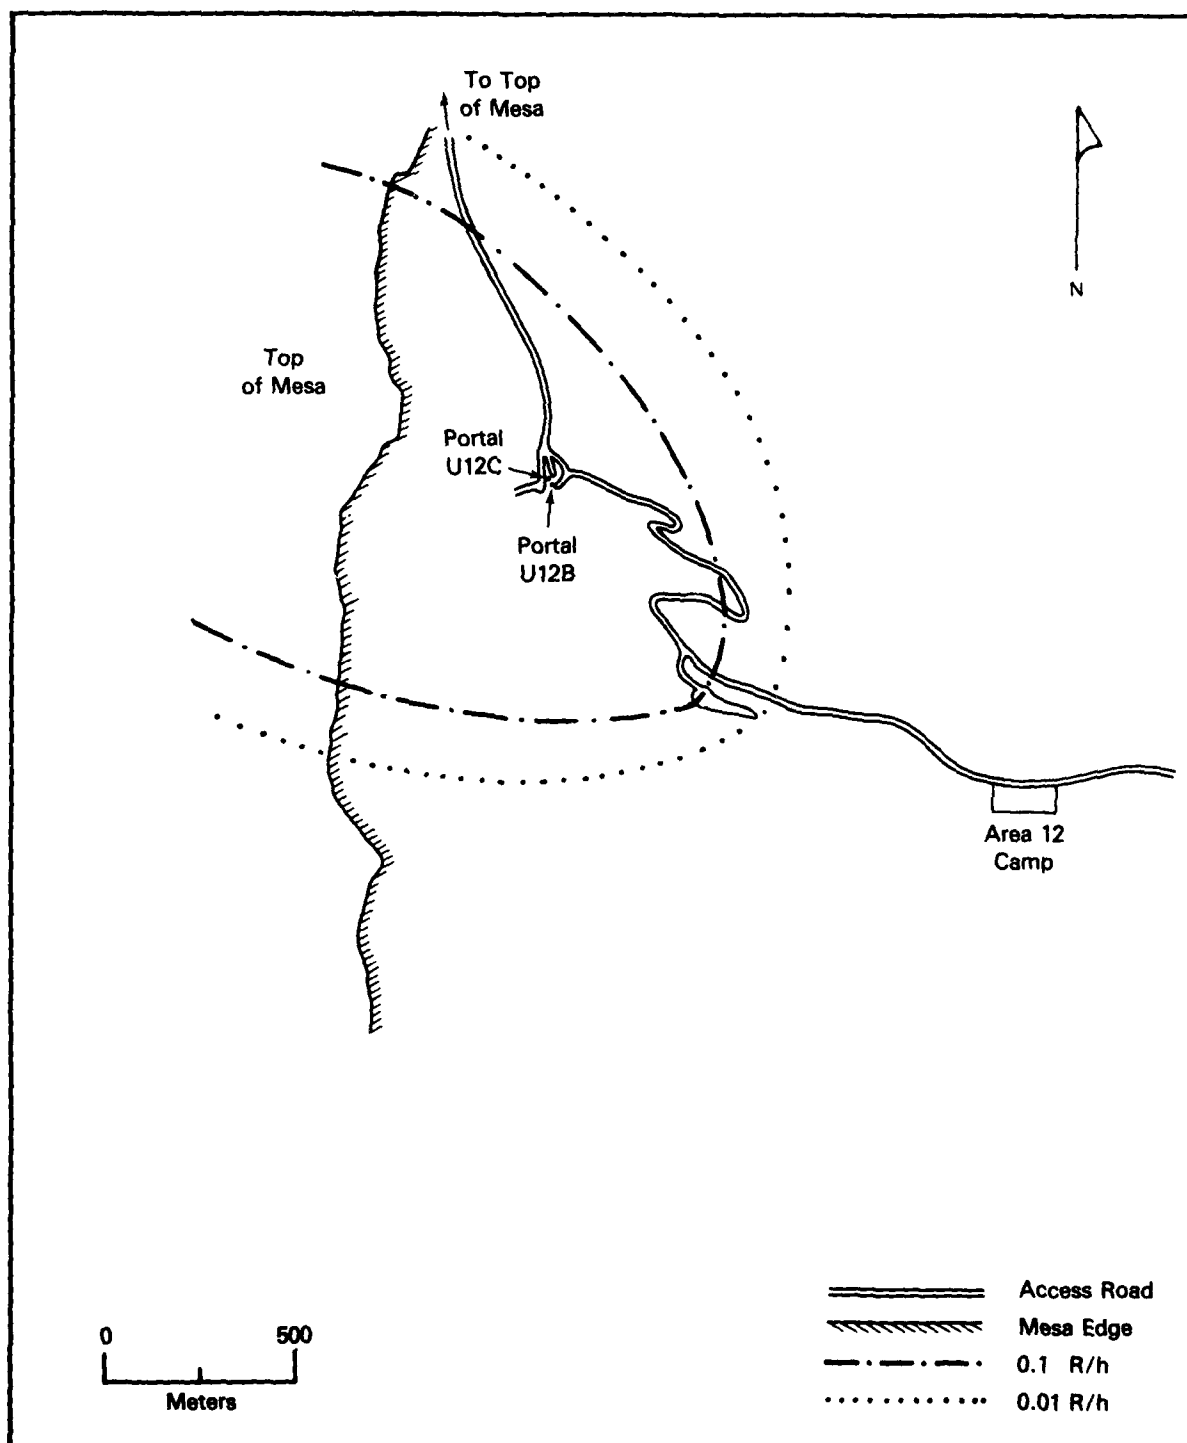 To Top
of Mesa
N
Top
of Mesa
Portal
U12C
Portal
U12B
Area 12
Camp
0 500
Meters
Access Road
Mesa Edge
0.1 R/h
0.01 R/h